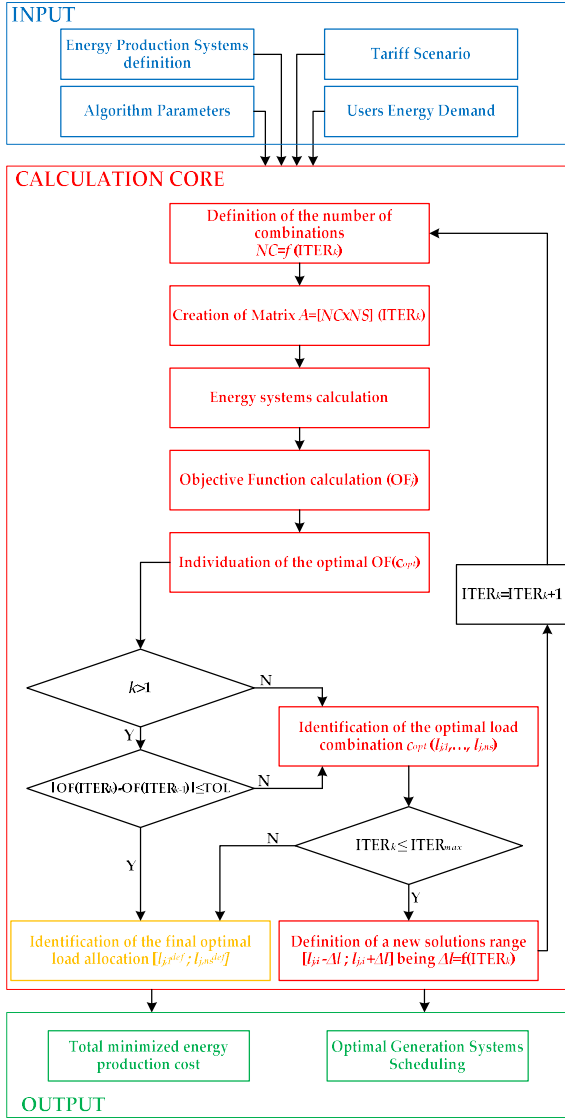 INPUT
Energy Production Systems
definition
Tariff Scenario
Algorithm Parameters
Users Energy Demand
CALCULATION CORE
Definition of the number of
combinations
NC=f (ITERk)
Creation of Matrix A=[NCxNS] (ITERk)
Energy systems calculation
Objective Function calculation (OFj)
Individuation of the optimal OF(copt)
ITERk=ITERk+1
k>1
N
Y
Identification of the optimal load
combination copt (lj,1,…, lj,ns)
|OF(ITERk)-OF(ITERk-1)|≤TOL
N
Y
ITERk ≤ ITERmax
N
Y
Identification of the final optimal
load allocation [lj,1def ; lj,nsdef]
Definition of a new solutions range
[lj,i -Δl ; lj,i +Δl] being Δl=f(ITERk)
Total minimized energy
production cost
Optimal Generation Systems
Scheduling
OUTPUT